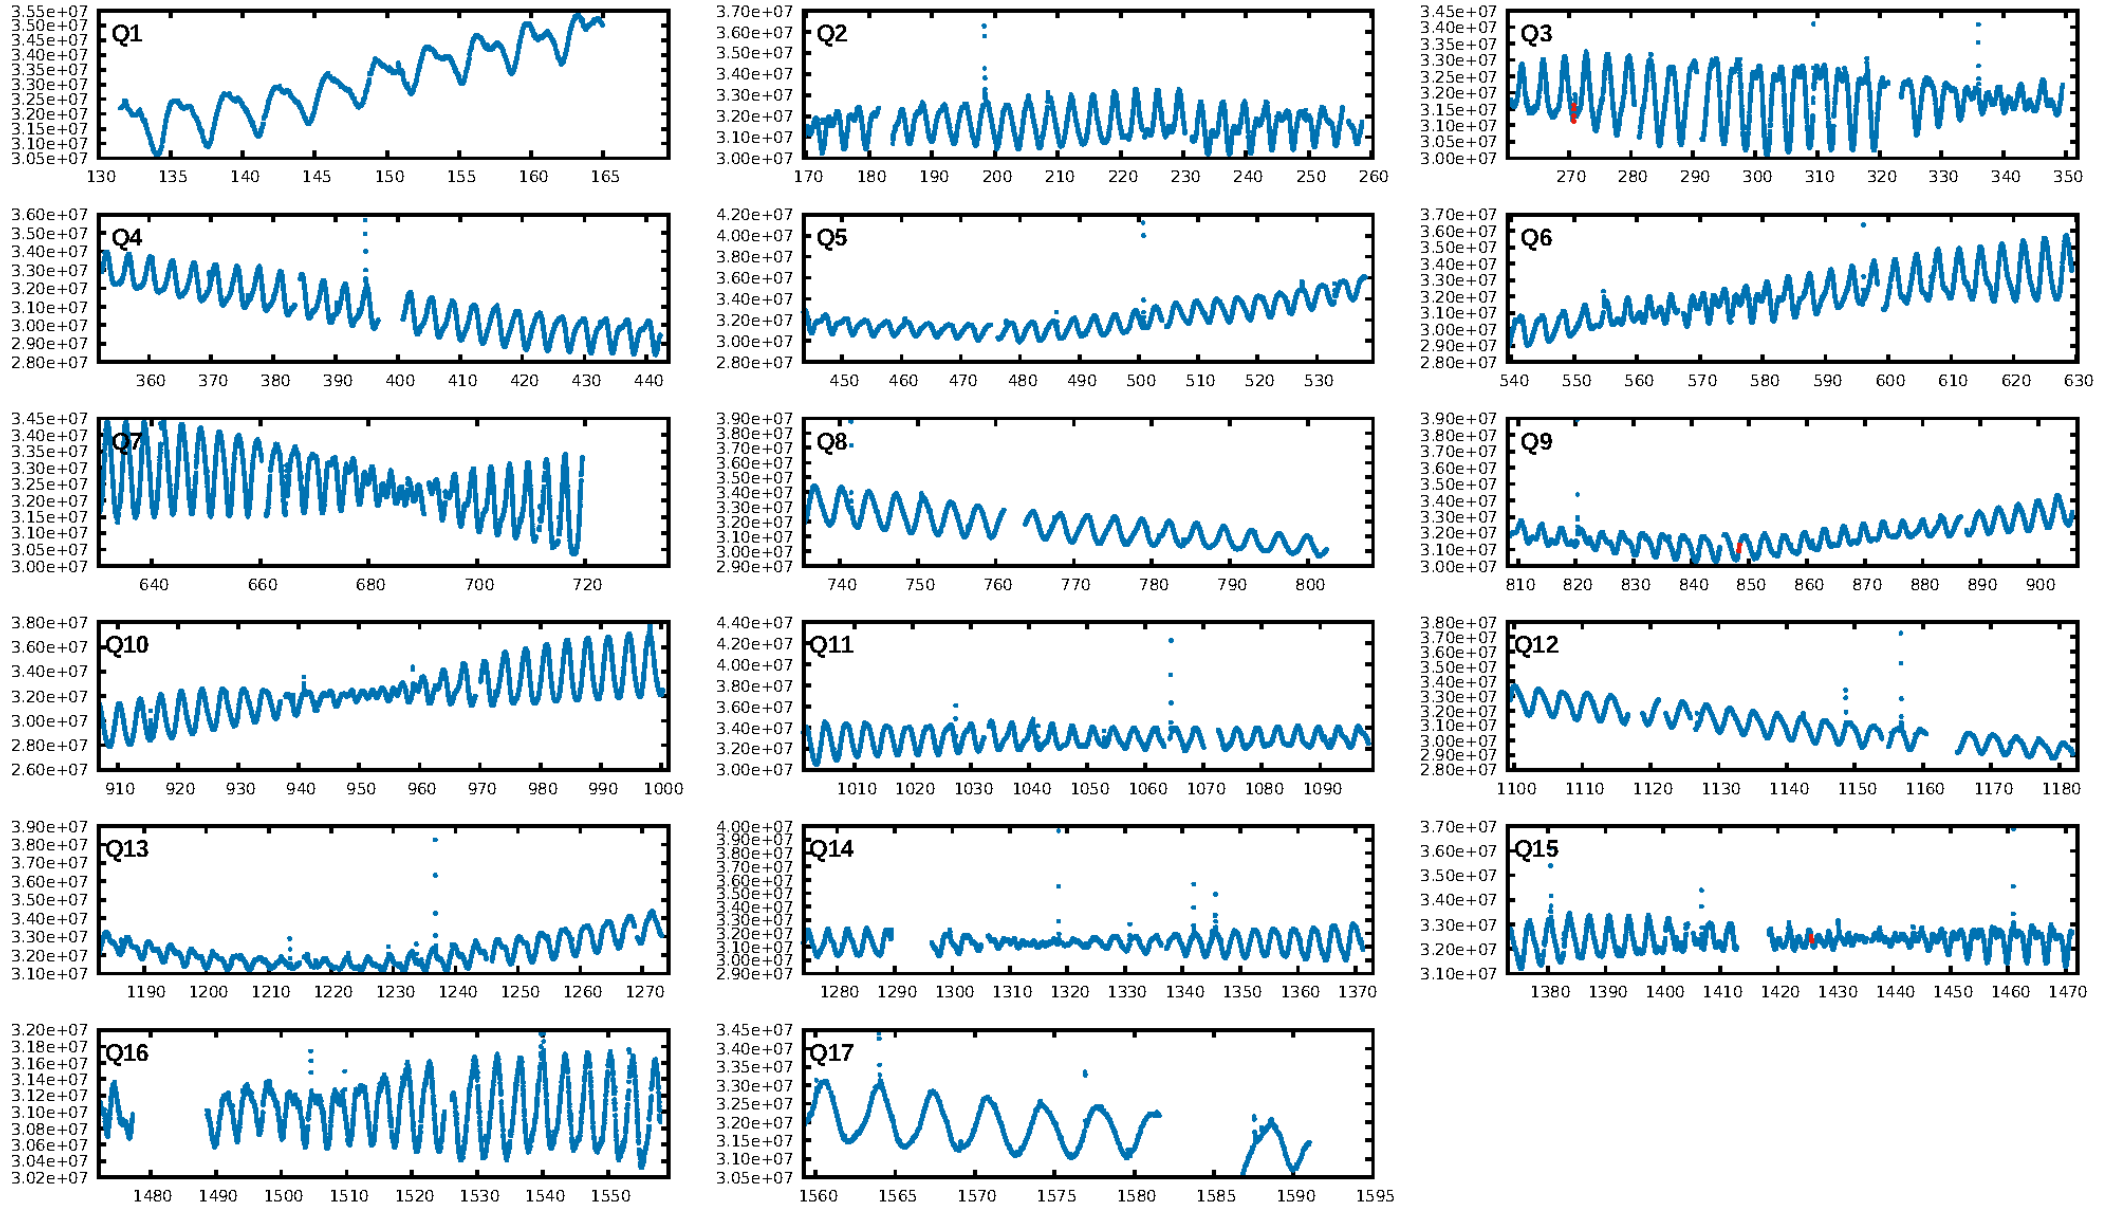 3.55e+07
3.50e+07
3.45e+07
3.40e+07
3.35e+07
3.30e+07
3.25e+07
3.20e+07
3.15e+07
3.10e+07
3.05e+07
Q1
130 135 140 145 150 155 160 165
3.70e+07
3.60e+07
3.50e+07
3.40e+07
3.30e+07
3.20e+07
3.10e+07
3.00e+07
Q2
170 180 190 200 210 220 230 240 250 260
3.45e+07
3.40e+07
3.35e+07
3.30e+07
3.25e+07
3.20e+07
3.15e+07
3.10e+07
3.05e+07
3.00e+07
Q3
270 280 290 300 310 320 330 340 350
3.60e+07
3.50e+07
3.40e+07
3.30e+07
3.20e+07
3.10e+07
3.00e+07
2.90e+07
2.80e+07
Q4
360 370 380 390 400 410 420 430 440
4.20e+07
4.00e+07
3.80e+07
3.60e+07
3.40e+07
3.20e+07
3.00e+07
2.80e+07
Q5
450 460 470 480 490 500 510 520 530
3.70e+07
3.60e+07
3.50e+07
3.40e+07
3.30e+07
3.20e+07
3.10e+07
3.00e+07
2.90e+07
2.80e+07
Q6
540 550 560 570 580 590 600 610 620 630
3.45e+07
3.40e+07
3.35e+07
3.30e+07
3.25e+07
3.20e+07
3.15e+07
3.10e+07
3.05e+07
3.00e+07
Q7
640 660 680 700 720
3.90e+07
3.80e+07
3.70e+07
3.60e+07
3.50e+07
3.40e+07
3.30e+07
3.20e+07
3.10e+07
3.00e+07
2.90e+07
Q8
740 750 760 770 780 790 800
3.90e+07
3.80e+07
3.70e+07
3.60e+07
3.50e+07
3.40e+07
3.30e+07
3.20e+07
3.10e+07
3.00e+07
Q9
810 820 830 840 850 860 870 880 890 900
3.80e+07
3.60e+07
3.40e+07
3.20e+07
3.00e+07
2.80e+07
2.60e+07
Q10
910 920 930 940 950 960 970 980 990 1000
4.40e+07
4.20e+07
4.00e+07
3.80e+07
3.60e+07
3.40e+07
3.20e+07
3.00e+07
Q11
1010 1020 1030 1040 1050 1060 1070 1080 1090
3.80e+07
3.70e+07
3.60e+07
3.50e+07
3.40e+07
3.30e+07
3.20e+07
3.10e+07
3.00e+07
2.90e+07
2.80e+07
Q12
1100 1110 1120 1130 1140 1150 1160 1170 1180
3.90e+07
3.80e+07
3.70e+07
3.60e+07
3.50e+07
3.40e+07
3.30e+07
3.20e+07
3.10e+07
Q13
1190 1200 1210 1220 1230 1240 1250 1260 1270
4.00e+07
3.90e+07
3.80e+07
3.70e+07
3.60e+07
3.50e+07
3.40e+07
3.30e+07
3.20e+07
3.10e+07
3.00e+07
2.90e+07
Q14
1280 1290 1300 1310 1320 1330 1340 1350 1360 1370
3.70e+07
3.60e+07
3.50e+07
3.40e+07
3.30e+07
3.20e+07
3.10e+07
Q15
1380 1390 1400 1410 1420 1430 1440 1450 1460 1470
3.20e+07
3.18e+07
3.16e+07
3.14e+07
3.12e+07
3.10e+07
3.08e+07
3.06e+07
3.04e+07
3.02e+07
Q16
1480 1490 1500 1510 1520 1530 1540 1550
3.45e+07
3.40e+07
3.35e+07
3.30e+07
3.25e+07
3.20e+07
3.15e+07
3.10e+07
3.05e+07
Q17
1560 1565 1570 1575 1580 1585 1590 1595